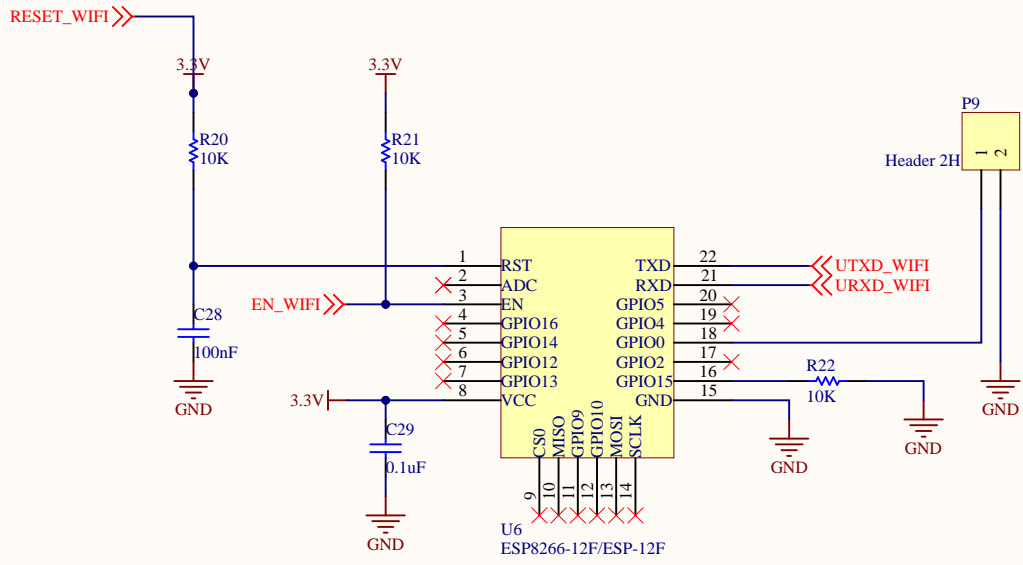 RESET_WIFI
3.3V
3.3V
R20
10K
R21
10K
P9
1
2
Header 2H
1
RST
2
ADC
3
EN
4
GPIO16
5
GPIO14
6
GPIO12
7
GPIO13
8
VCC
22
TXD
21
RXD
20
GPIO5
19
GPIO4
18
GPIO0
17
GPIO2
16
GPIO15
15
GND
UTXD_WIFI
URXD_WIFI
EN_WIFI
C28
100nF
GND
3.3V
C29
0.1uF
GND
R22
10K
GND
GND
GND
CS0
MISO
GPIO9
GPIO10
MOSI
SCLK
9
10
11
12
13
14
U6
ESP8266-12F/ESP-12F